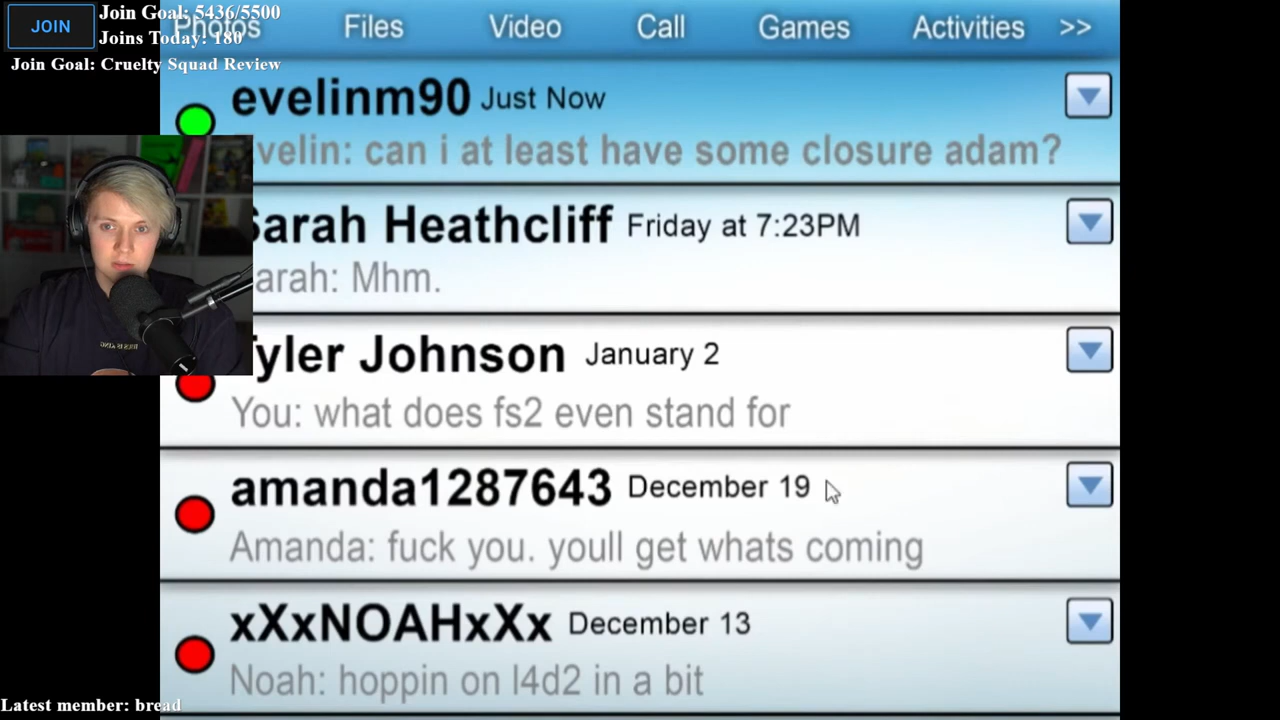 JOIN
Join Goal: 5436/5500
Joins Today: 180
Join Goal: Cruelty Squad Review
Photos Files Video Call Games Activities >>
evelinm90 Just Now
velin: can i at least have some closure adam?
Sarah Heathcliff Friday at 7:23PM
arah: Mhm.
Tyler Johnson January 2
You: what does fs2 even stand for
amanda1287643 December 19
Amanda: fuck you. youll get whats coming
xXxNOAHxXx December 13
Noah: hoppin on l4d2 in a bit
Latest member: bread